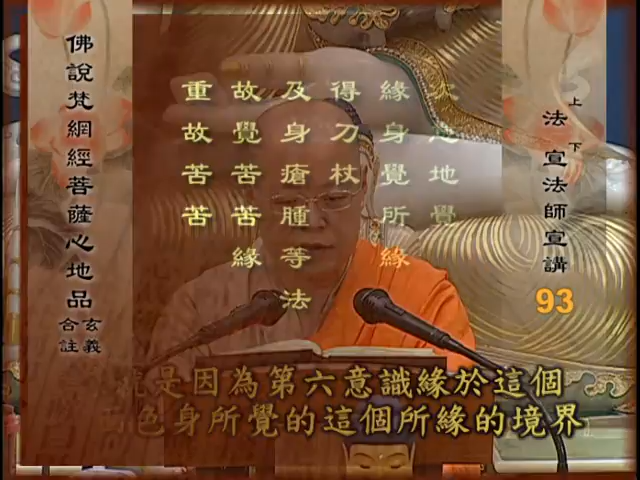 上
下
法宣法師宣講
93
地覺
緣身覺所緣
得刀杖
及身瘡腫等法
故覺苦苦緣
重故苦苦
佛說梵網經菩薩心地品
玄義
合註
是因為第六意識緣於這個
色身所覺的這個所緣的境界